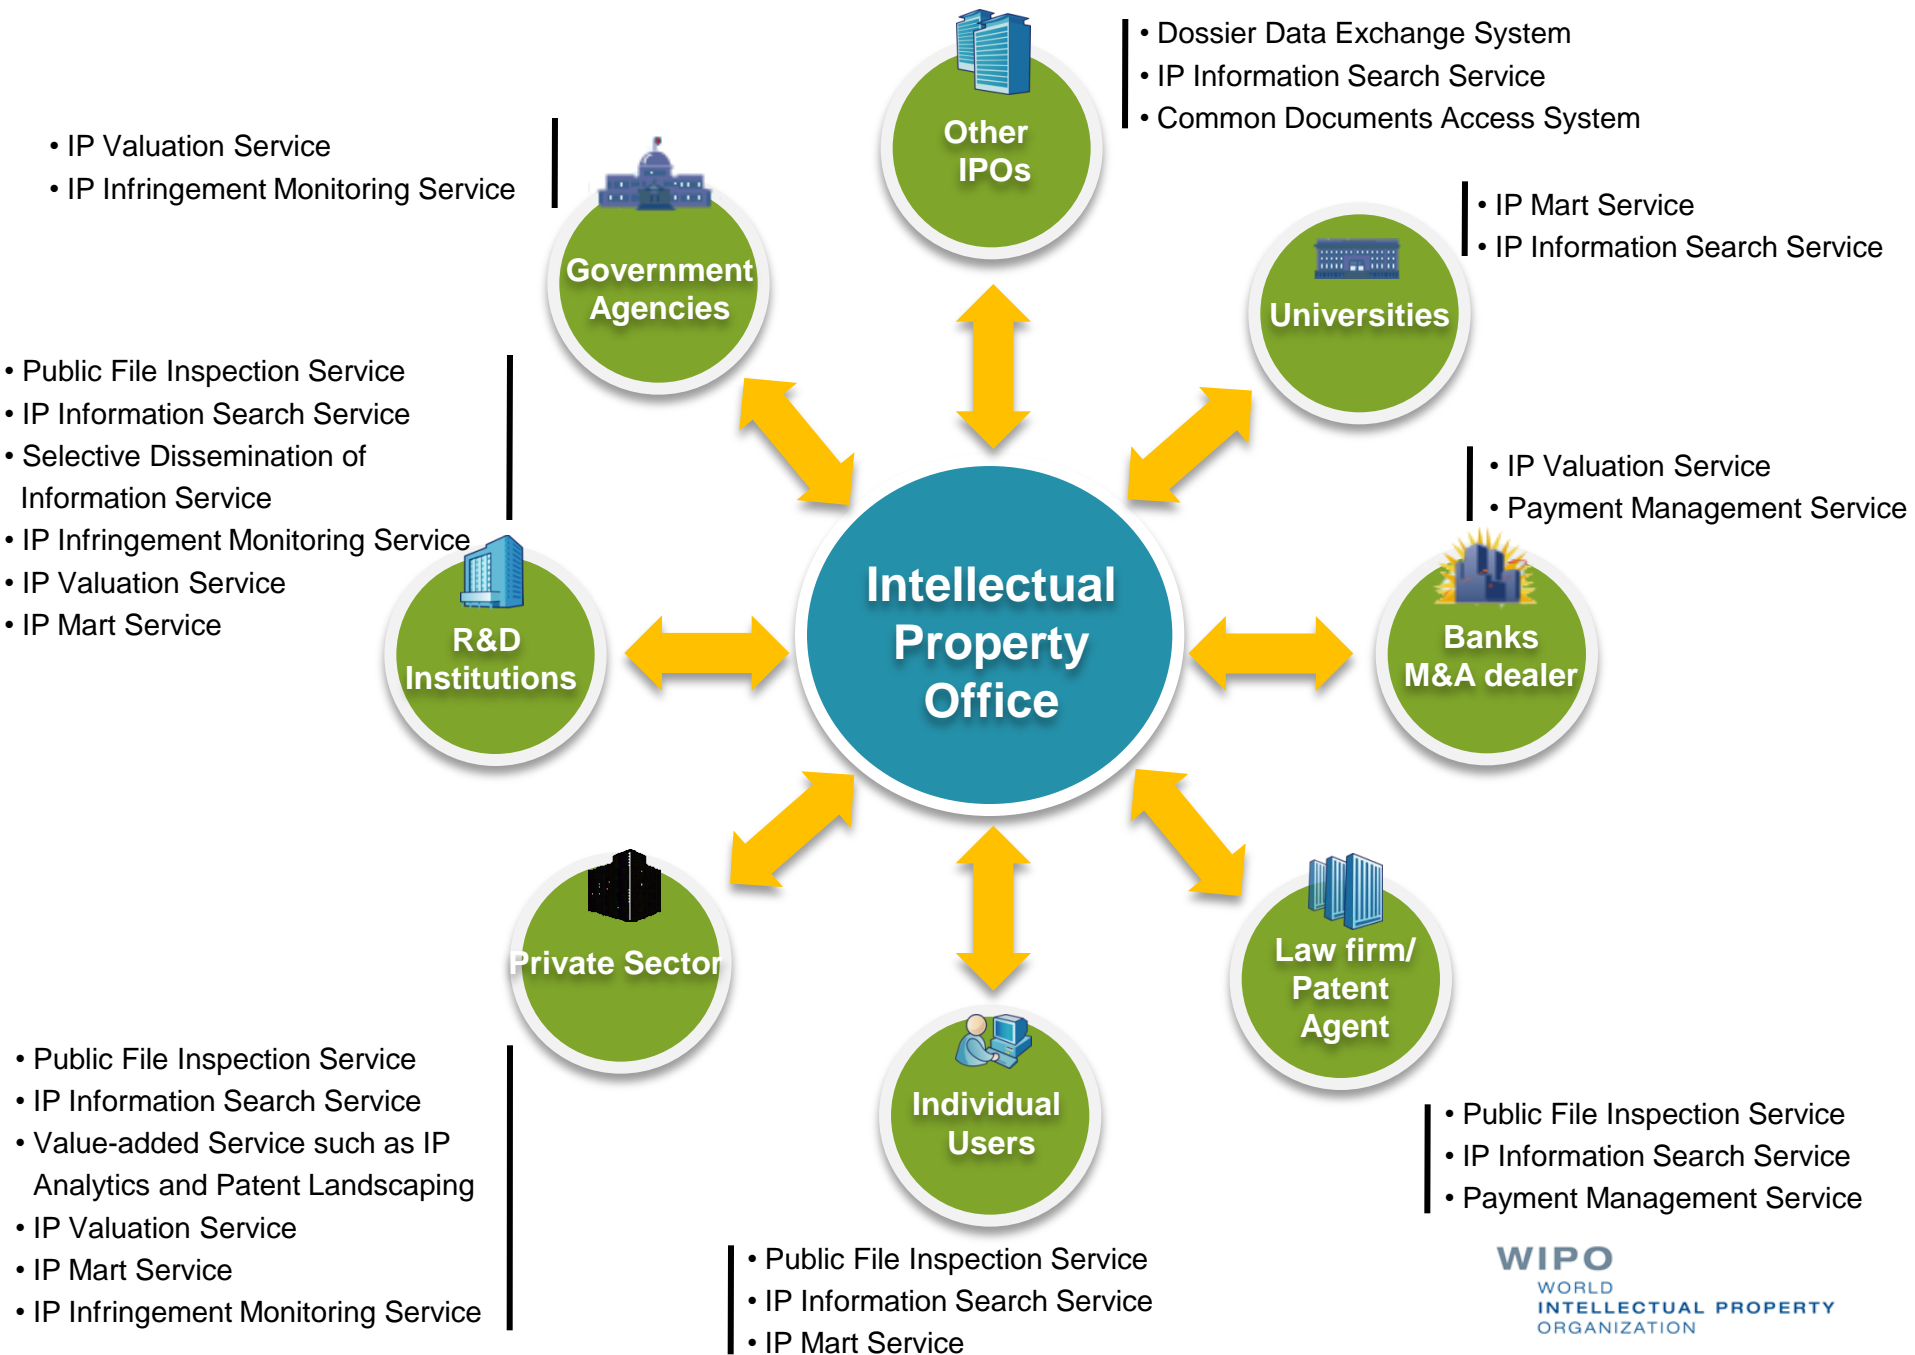 Other
IPOs
• Dossier Data Exchange System
• IP Information Search Service
• Common Documents Access System
• IP Valuation Service
• IP Infringement Monitoring Service
Government
Agencies
• IP Mart Service
• IP Information Search Service
Universities
• Public File Inspection Service
• IP Information Search Service
• Selective Dissemination of
Information Service
• IP Infringement Monitoring Service
• IP Valuation Service
• IP Mart Service
R&D
Institutions
• IP Valuation Service
• Payment Management Service
Banks
M&A dealer
Intellectual
Property
Office
Private Sector
• Public File Inspection Service
• IP Information Search Service
• Value-added Service such as IP
Analytics and Patent Landscaping
• IP Valuation Service
• IP Mart Service
• IP Infringement Monitoring Service
Individual
Users
• Public File Inspection Service
• IP Information Search Service
• IP Mart Service
Law firm/
Patent
Agent
• Public File Inspection Service
• IP Information Search Service
• Payment Management Service
WIPO
WORLD
INTELLECTUAL PROPERTY
ORGANIZATION